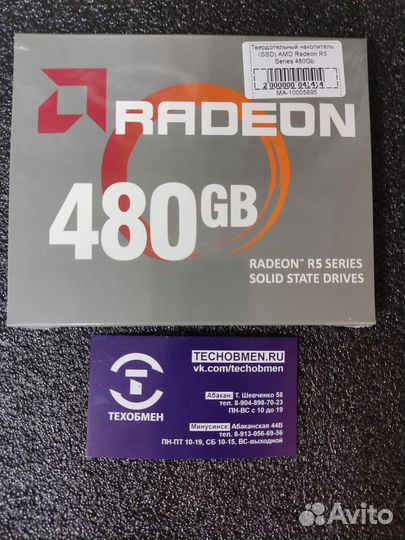 Твердотельный накопитель
(SSD) AMD Radeon R5
Series 480Gb
2 000000 041414
MA-10005895
RADEON
480GB
RADEON™ R5 SERIES
SOLID STATE DRIVES
TECHOBMEN.RU
vk.com/techobmen
ТЕХОБМЕН
Абакан: Т. Шевченко 58
тел. 8-904-898-70-23
ПН-ВС с 10 до 19
Минусинск: Абаканская 44В
тел. 8-913-056-69-56
ПН-ПТ 10-19, СБ 10-15, ВС-выходной
Avito